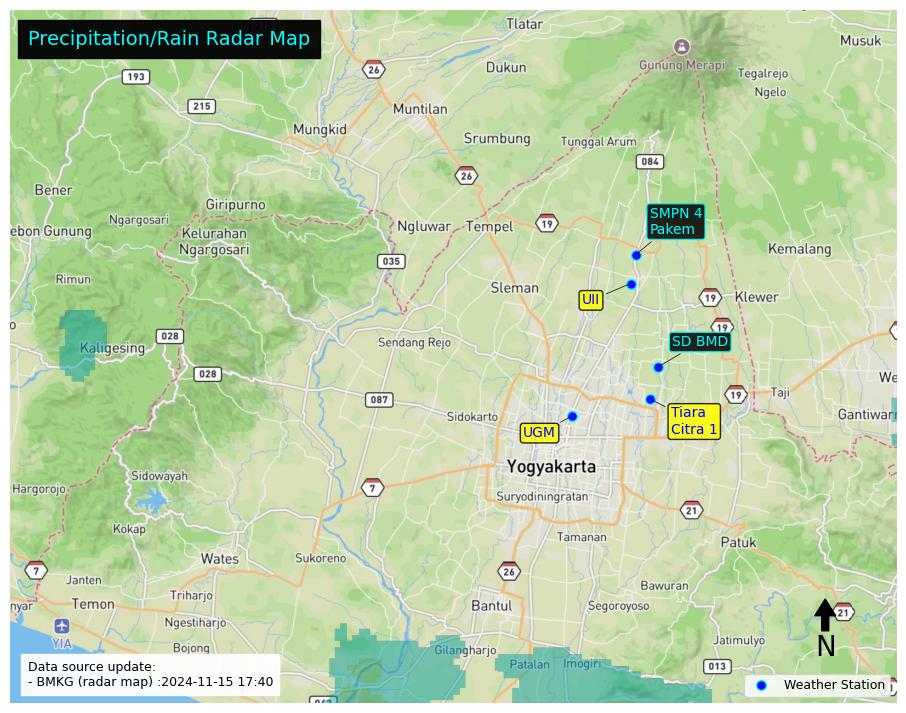 Precipitation/Rain Radar Map
Tlatar
Musuk
26
Gunung Merapi
Dukun
Tegalrejo
193
Ngelo
215
Muntilan
Mungkid
Srumbung
Tunggal Arum
084
26
Bener
Giripurno
SMPN 4
Pakem
Ngargosari
19
Ngluwar
Tempel
ebon Gunung
Kelurahan
Ngargosari
Kemalang
035
Rimun
Sleman
UII
19
Klewer
19
028
Kaligesing
Sendang Rejo
SD BMD
028
We
Taji
087
19
Tiara
Citra 1
Gantiwar
Sidokarto
UGM
Yogyakarta
Sidowayah
Hargorojo
7
Suryodiningratan
21
Kokap
Tamanan
Patuk
Wates
Sukoreno
7
26
Janten
Bawuran
Triharjo
nyar
Temon
Bantul
Segoroyoso
21
Ngestiharjo
YIA
Jatimulyo
N
Bojong
Gilangharjo
Patalan
Imogiri
013
Data source update:
- BMKG (radar map) :2024-11-15 17:40
Weather Station